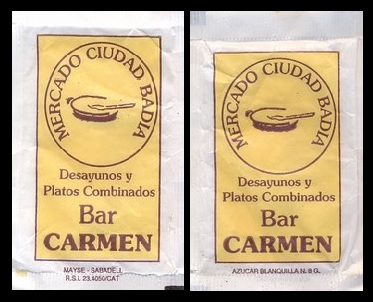 MERCADO CIUDAD BADIA
Desayunos y
Platos Combinados
Bar
CARMEN
MAYSE - SABADELL
R.S.I. 23.4050/CAT
MERCADO CIUDAD BADIA
Desayunos y
Platos Combinados
Bar
CARMEN
AZUCAR BLANQUILLA N. 8 G.